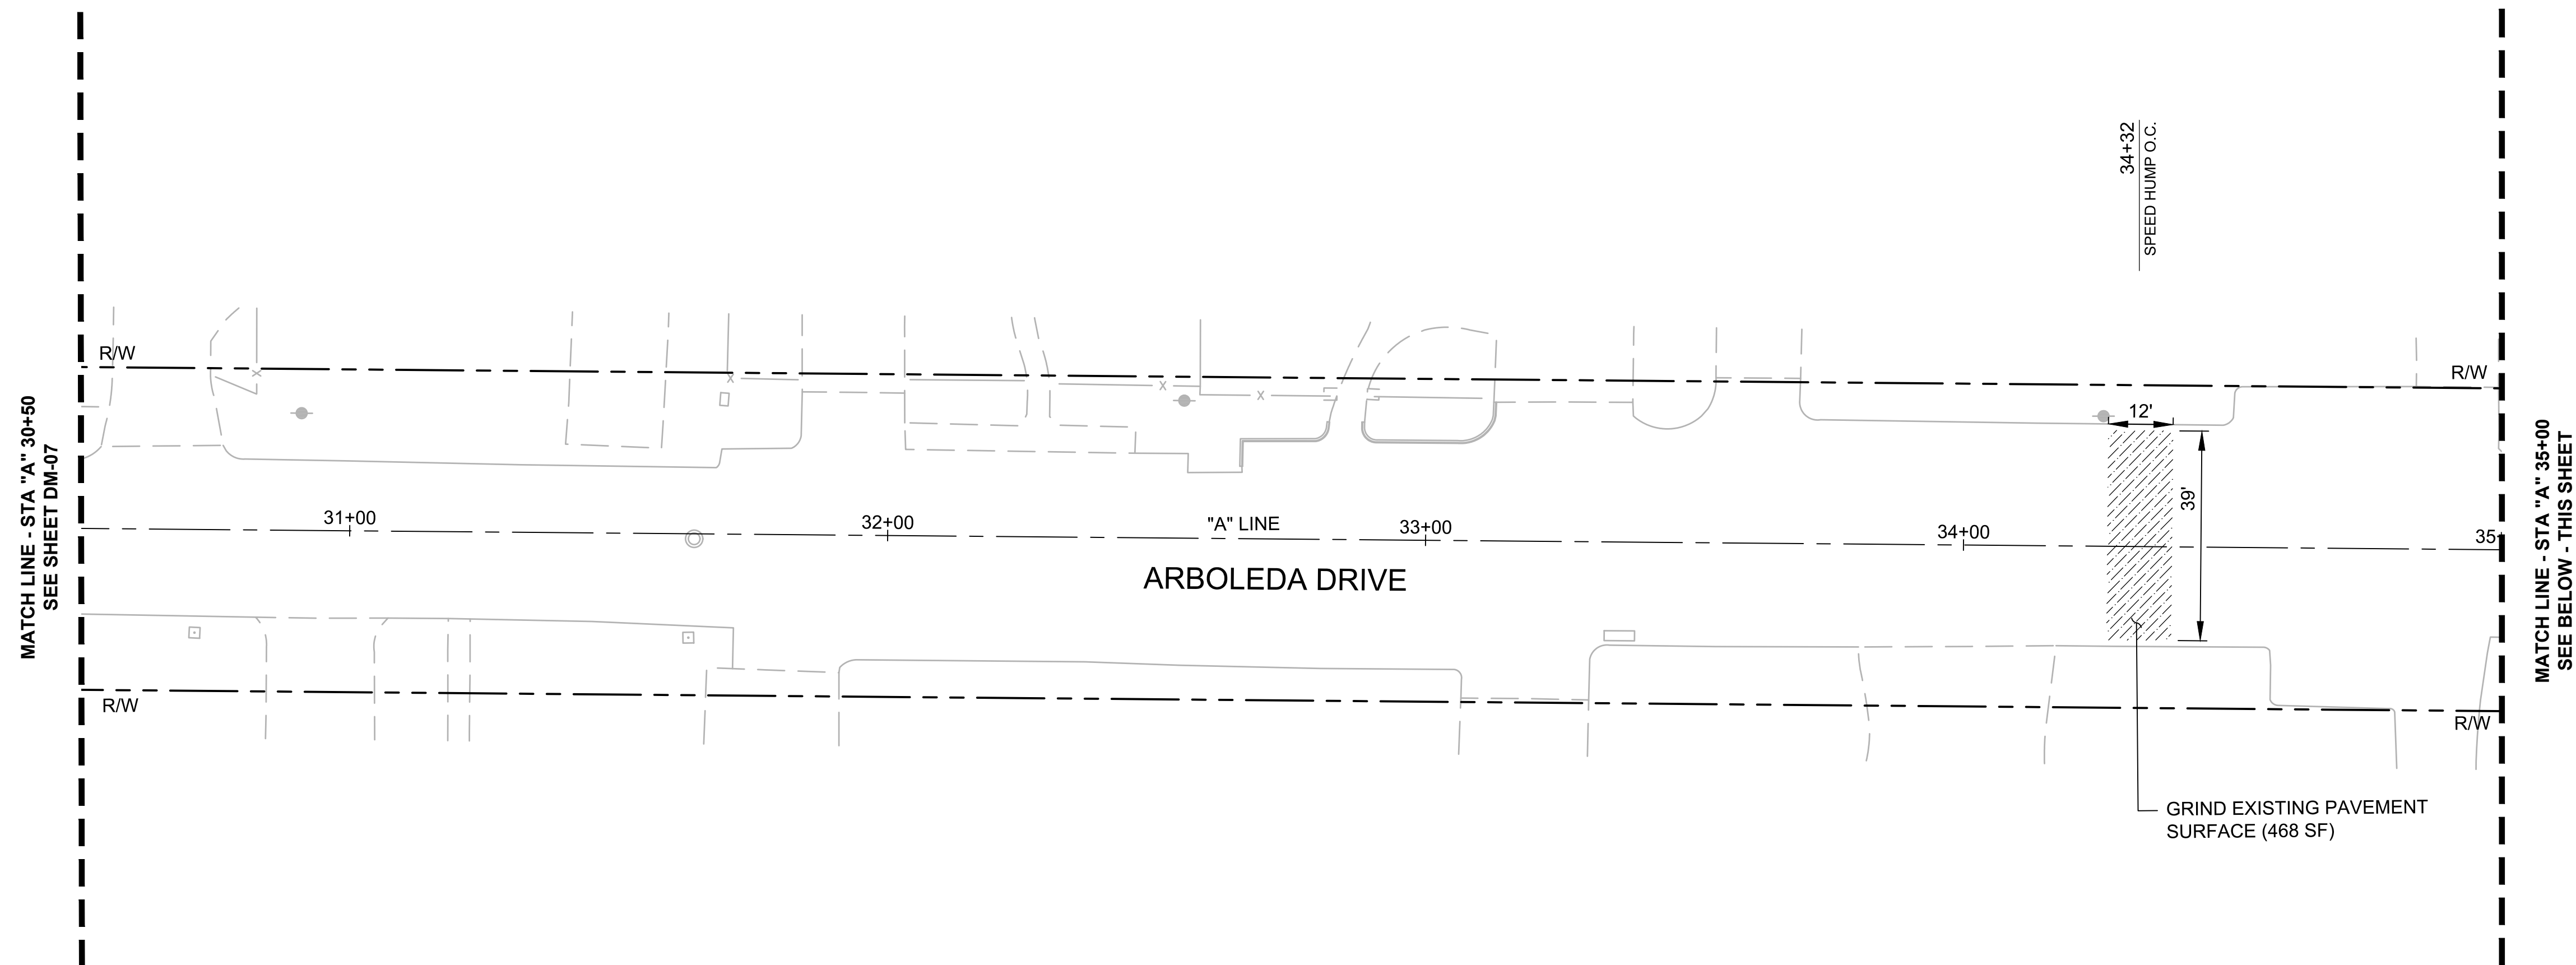 34+32
SPEED HUMP O.C.
R/W
R/W
12'
39'
MATCH LINE - STA "A" 30+50
SEE SHEET DM-07
31+00
32+00
"A" LINE
33+00
34+00
35+
MATCH LINE - STA "A" 35+00
SEE BELOW - THIS SHEET
ARBOLEDA DRIVE
R/W
R/W
GRIND EXISTING PAVEMENT
SURFACE (468 SF)